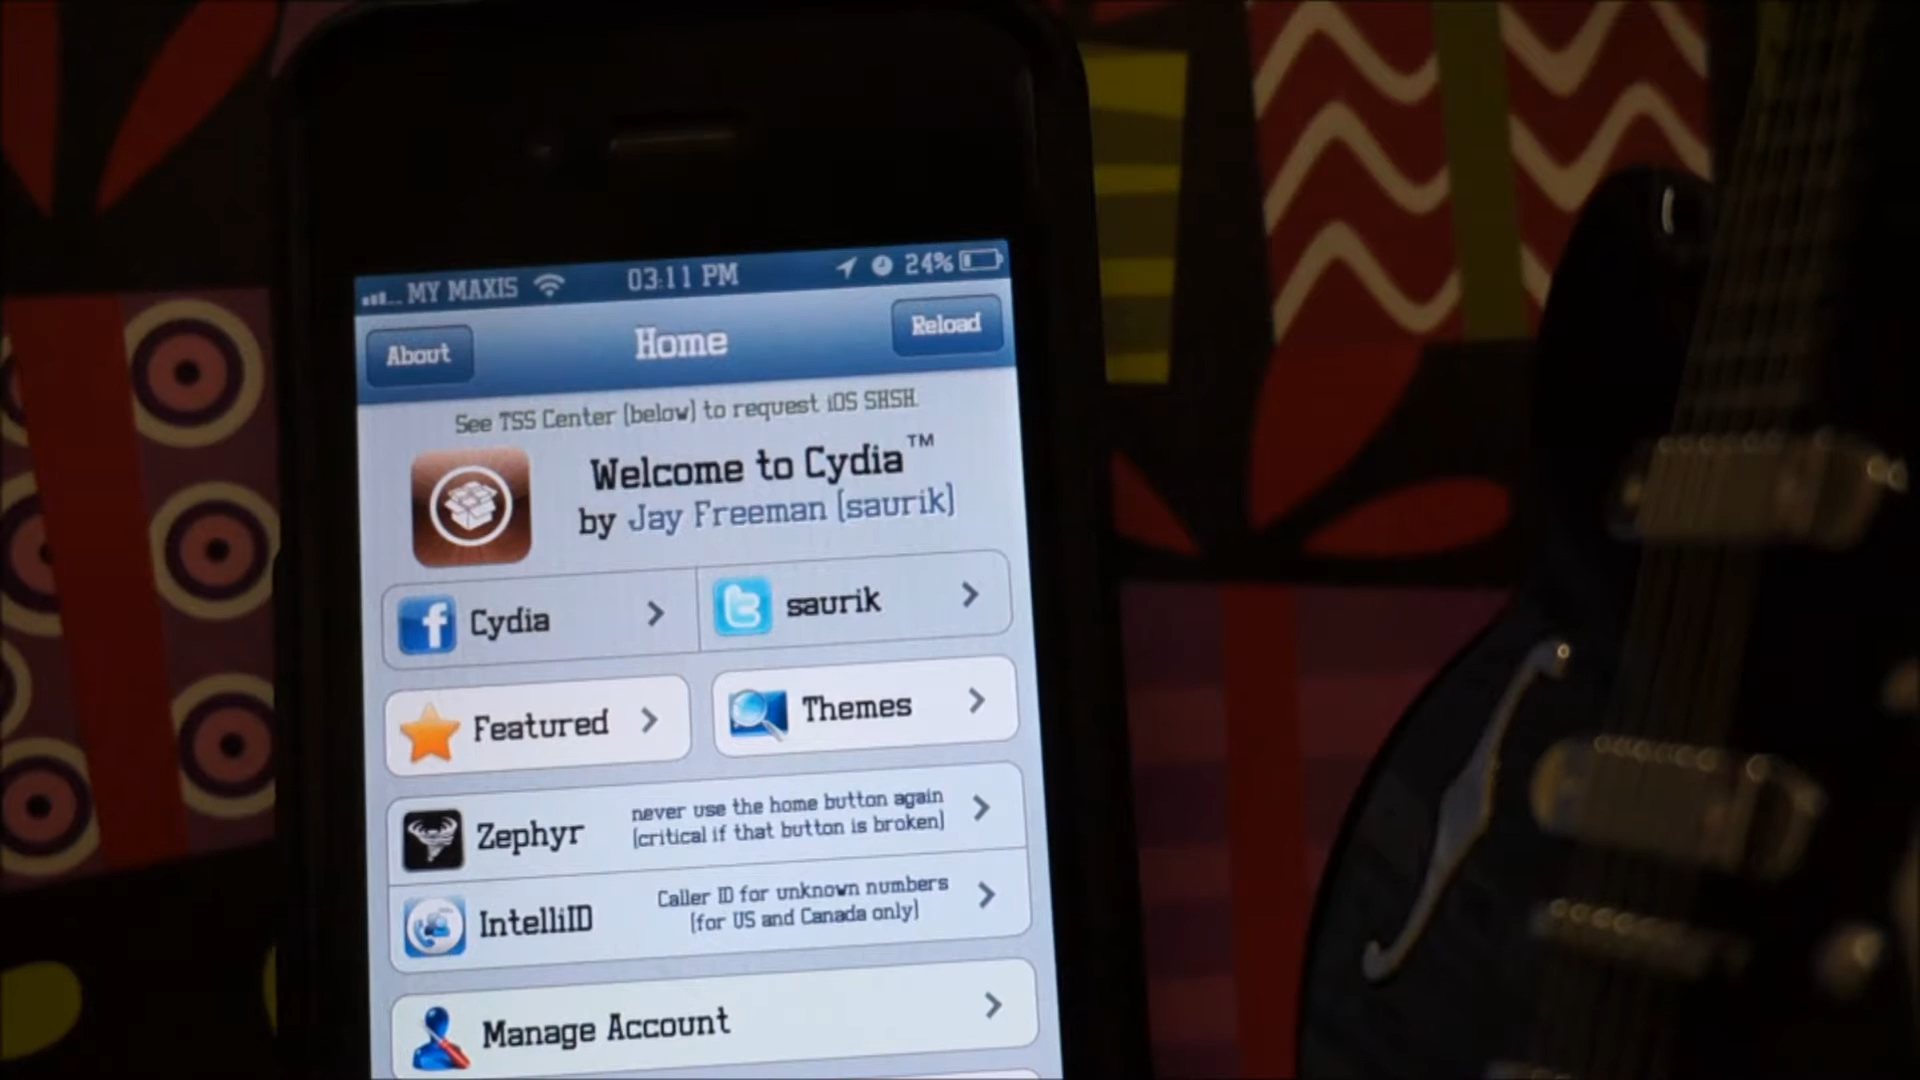 MY MAXIS 03:11 PM 24%
About Home Reload
See TSS Center (below) to request iOS SHSH.
Welcome to Cydia™
by Jay Freeman (saurik)
Cydia saurik
Featured Themes
Zephyr never use the home button again
(critical if that button is broken)
IntelliID Caller ID for unknown numbers
(for US and Canada only)
Manage Account